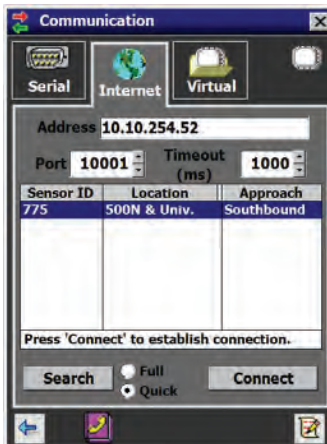 Communication
Serial Internet Virtual
Address 10.10.254.52
Port 10001 Timeout (ms) 1000
Sensor ID Location Approach
775 500N & Univ. Southbound
Press 'Connect' to establish connection.
Search Full Connect
Quick